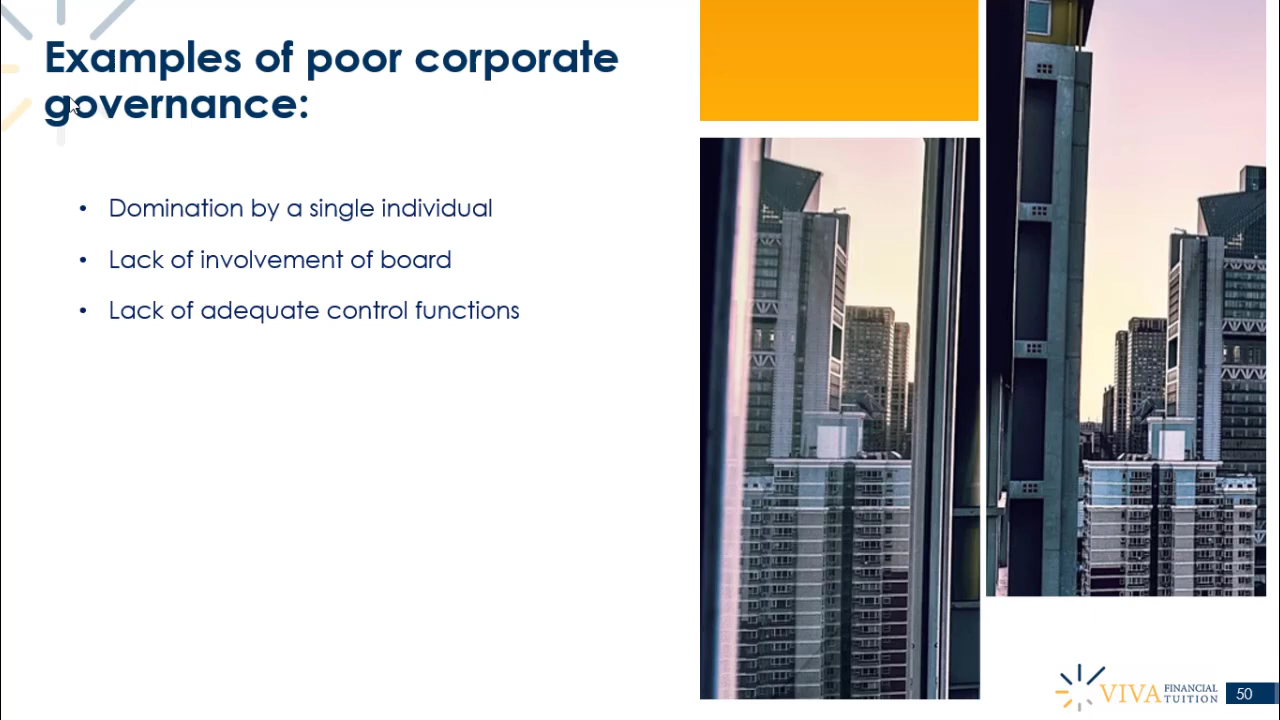 Examples of poor corporate
governance:
• Domination by a single individual
• Lack of involvement of board
• Lack of adequate control functions
VIVA FINANCIAL
TUITION
50